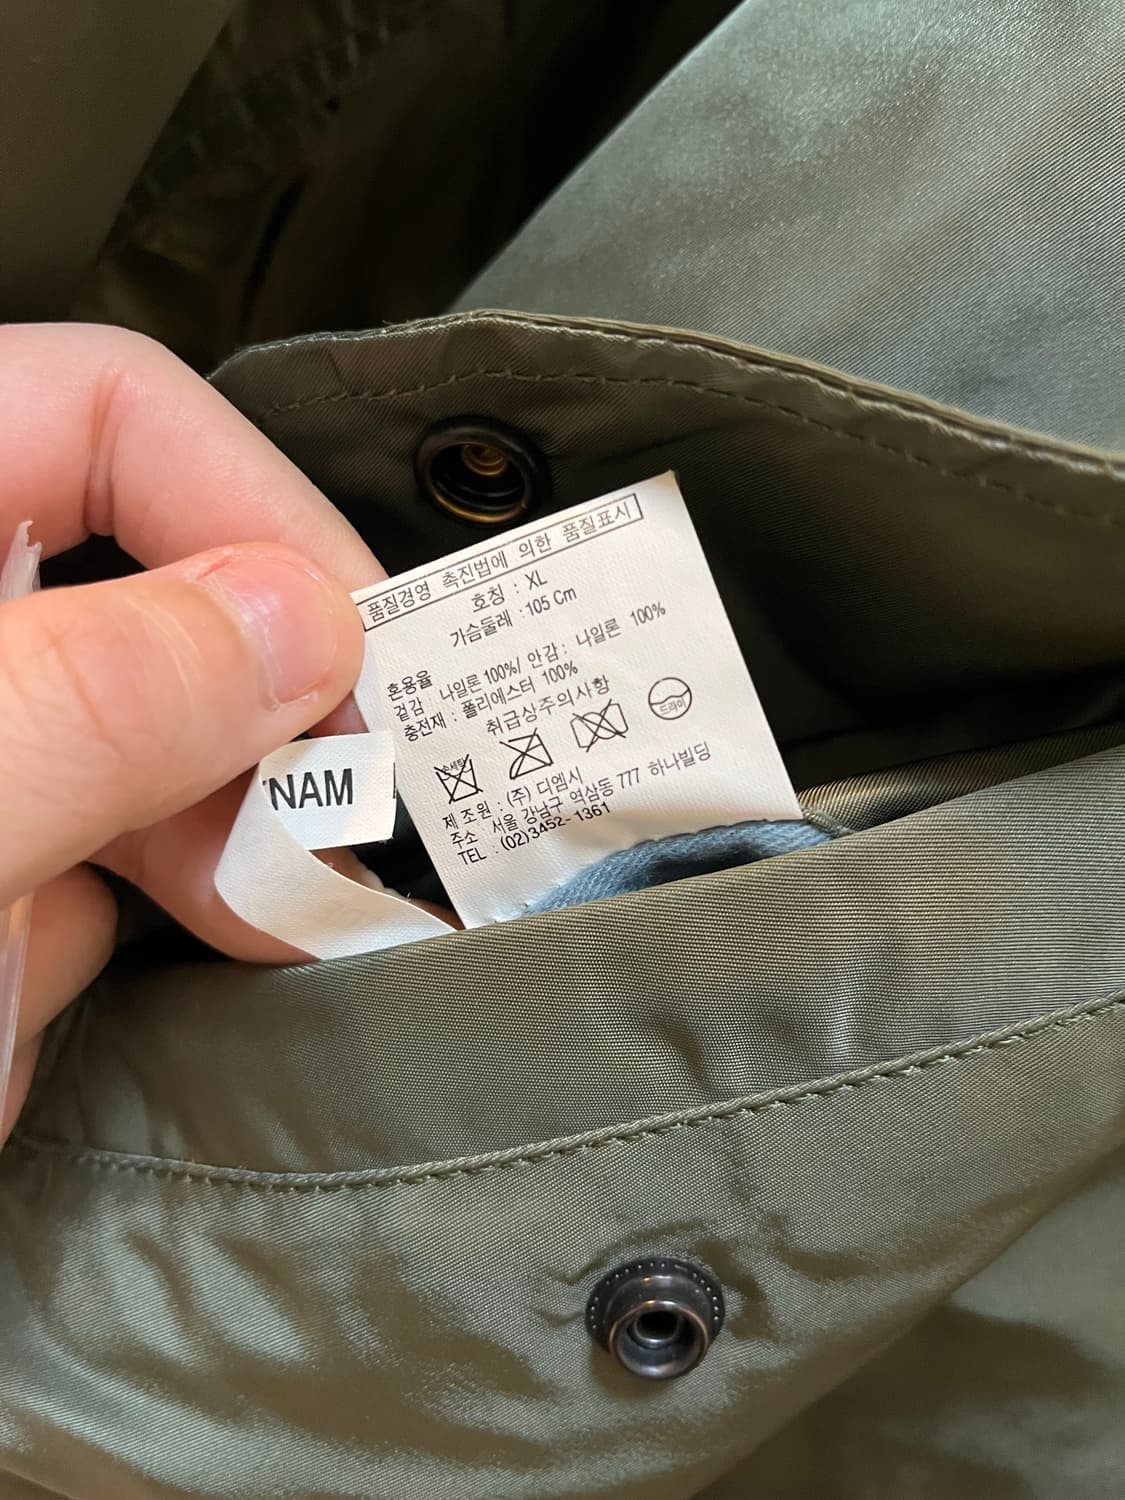 품질경영 촉진법에 의한 품질표시
호칭 : XL
가슴둘레 : 105 Cm
혼용율
겉감 : 나일론 100%/ 안감 : 나일론 100%
충전재 : 폴리에스터 100%
취급상주의사항
손세탁
드라이
제 조원 : (주) 디엠시
주소 서울 강남구 역삼동 777 하나빌딩
TEL : (02)3452-1361
NAM